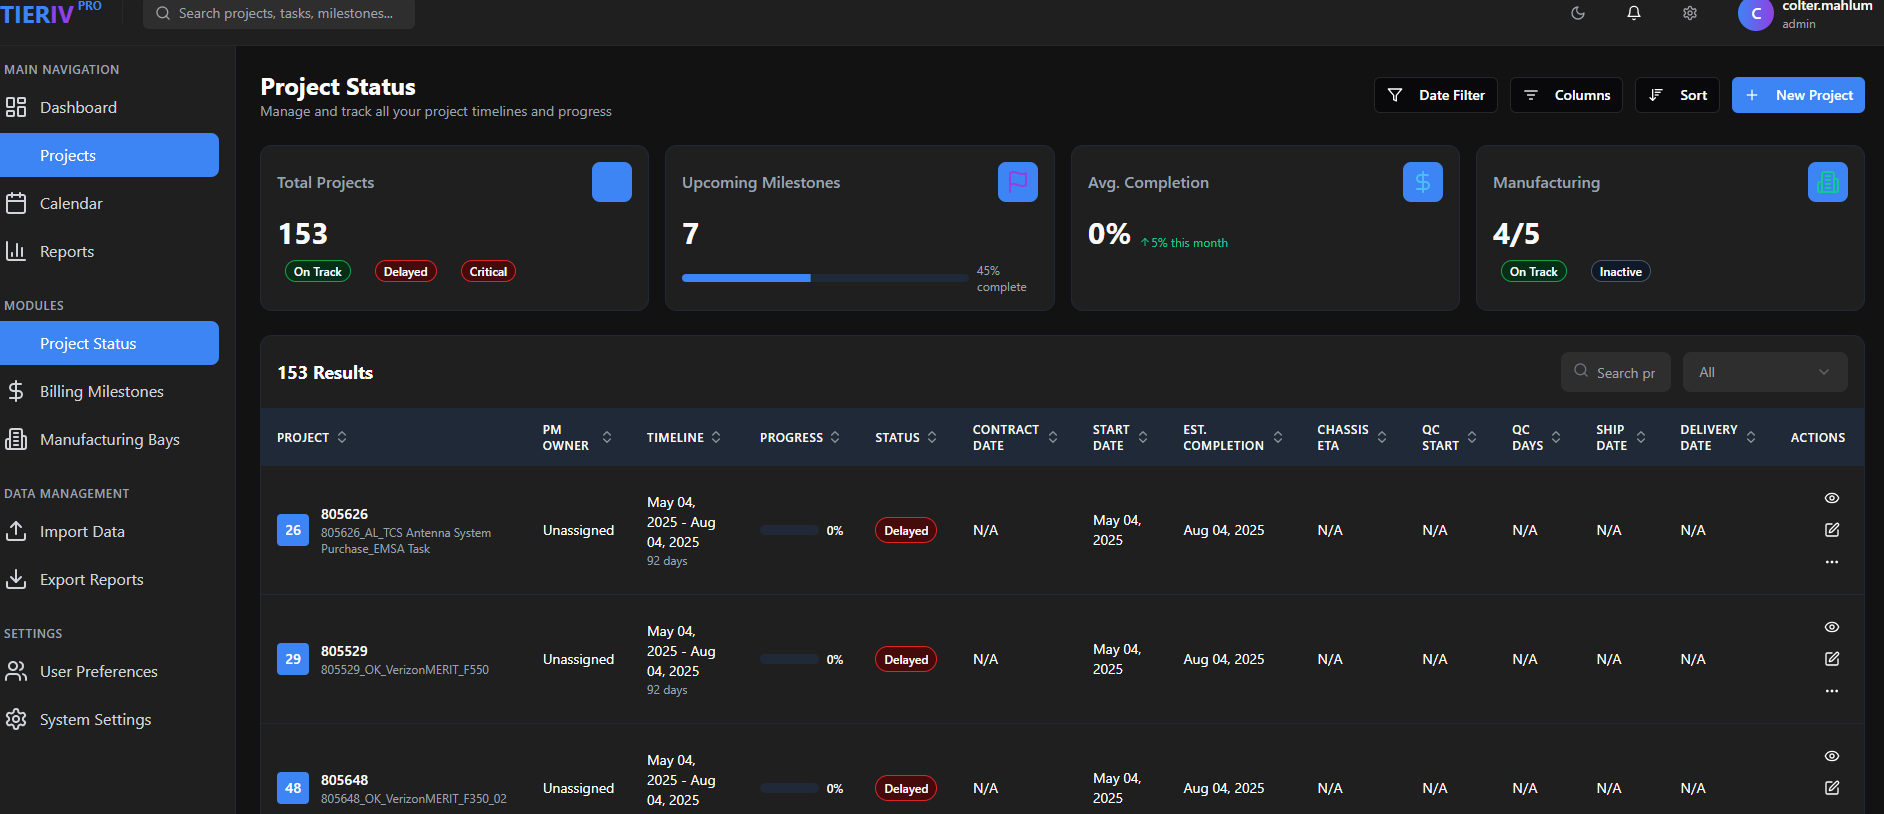 TIERIV PRO
Search projects, tasks, milestones...
C
colter.mahlum
admin
MAIN NAVIGATION
Dashboard
Projects
Calendar
Reports
MODULES
Project Status
Billing Milestones
Manufacturing Bays
DATA MANAGEMENT
Import Data
Export Reports
SETTINGS
User Preferences
System Settings
Project Status
Manage and track all your project timelines and progress
Date Filter
Columns
Sort
New Project
Total Projects
153
On Track Delayed Critical
Upcoming Milestones
7
45%
complete
Avg. Completion
$
0% ↑5% this month
Manufacturing
4/5
On Track Inactive
153 Results
Search pr
All
PROJECT
PM
OWNER
TIMELINE
PROGRESS
STATUS
CONTRACT
DATE
START
DATE
EST.
COMPLETION
CHASSIS
ETA
QC
START
QC
DAYS
SHIP
DATE
DELIVERY
DATE
ACTIONS
26
805626
805626_AL_TCS Antenna System
Purchase_EMSA Task
Unassigned
May 04,
2025 - Aug
04, 2025
92 days
0%
Delayed
N/A
May 04,
2025
Aug 04, 2025
N/A
N/A
N/A
N/A
N/A
29
805529
805529_OK_VerizonMERIT_F550
Unassigned
May 04,
2025 - Aug
04, 2025
92 days
0%
Delayed
N/A
May 04,
2025
Aug 04, 2025
N/A
N/A
N/A
N/A
N/A
48
805648
805648_OK_VerizonMERIT_F350_02
Unassigned
May 04,
2025 - Aug
04, 2025
0%
Delayed
N/A
May 04,
2025
Aug 04, 2025
N/A
N/A
N/A
N/A
N/A